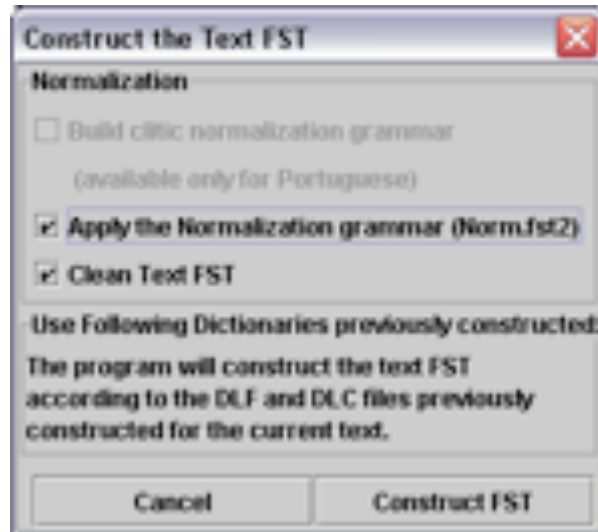 Construct the Text FST
Normalization
Build clitic normalization grammar
(available only for Portuguese)
Apply the Normalization grammar (Norm.fst2)
Clean Text FST
Use Following Dictionaries previously constructed:
The program will construct the text FST
according to the DLF and DLC files previously
constructed for the current text.
Cancel
Construct FST